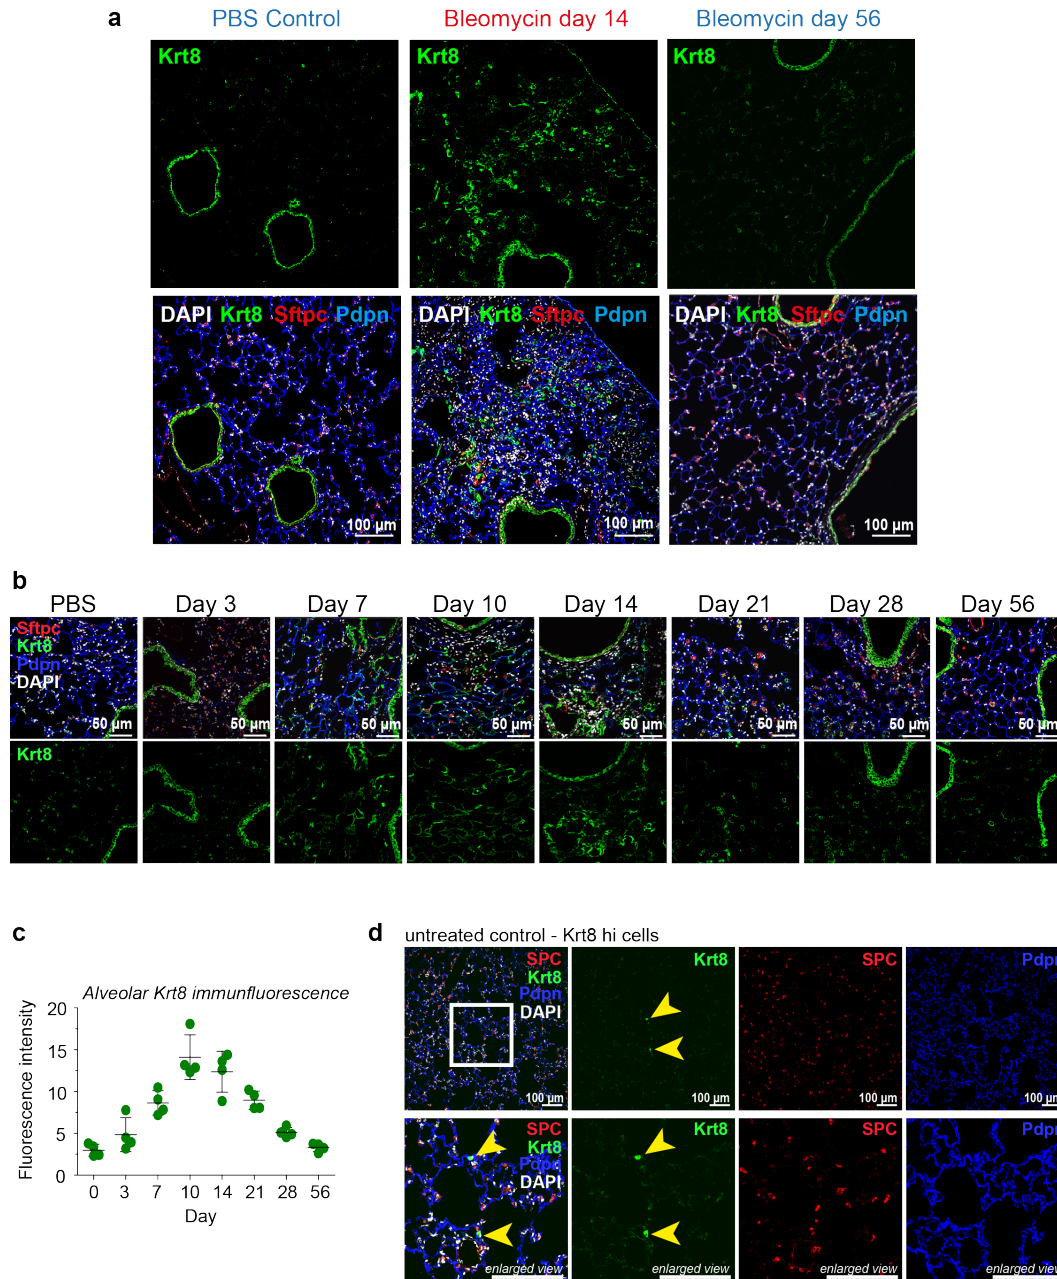 a
PBS Control
Bleomycin day 14
Bleomycin day 56
Krt8
Krt8
Krt8
DAPI Krt8 Sftpc Pdpn
DAPI Krt8 Sftpc Pdpn
DAPI Krt8 Sftpc Pdpn
100 µm
100 µm
100 µm
b
PBS
Day 3
Day 7
Day 10
Day 14
Day 21
Day 28
Day 56
Sftpc
Krt8
Pdpn
DAPI
50 µm
50 µm
50 µm
50 µm
50 µm
50 µm
50 µm
50 µm
Krt8
c
Alveolar Krt8 immunfluorescence
Fluorescence intensity
20
15
10
5
0
0 3 7 10 14 21 28 56
Day
d
untreated control - Krt8 hi cells
SPC
Krt8
Pdpn
DAPI
100 µm
Krt8
100 µm
SPC
100 µm
Pdpn
100 µm
SPC
Krt8
Pdpn
DAPI
enlarged view
Krt8
enlarged view
SPC
enlarged view
Pdpn
enlarged view